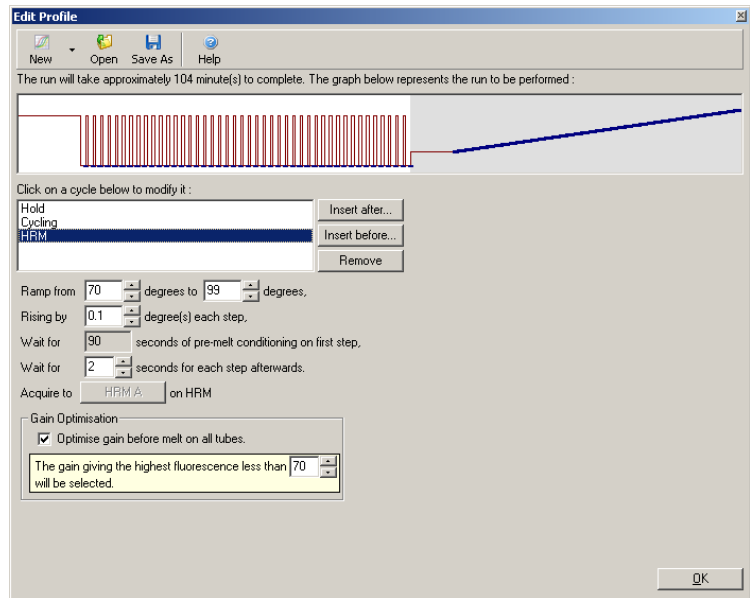 Edit Profile
New Open Save As Help
The run will take approximately 104 minute(s) to complete. The graph below represents the run to be performed :
Click on a cycle below to modify it :
Hold
Cycling
HRM
Insert after...
Insert before...
Remove
Ramp from 70 degrees to 99 degrees,
Rising by 0.1 degree(s) each step,
Wait for 90 seconds of pre-melt conditioning on first step,
Wait for 2 seconds for each step afterwards.
Acquire to HRM A on HRM
Gain Optimisation
Optimise gain before melt on all tubes.
The gain giving the highest fluorescence less than 70
will be selected.
OK